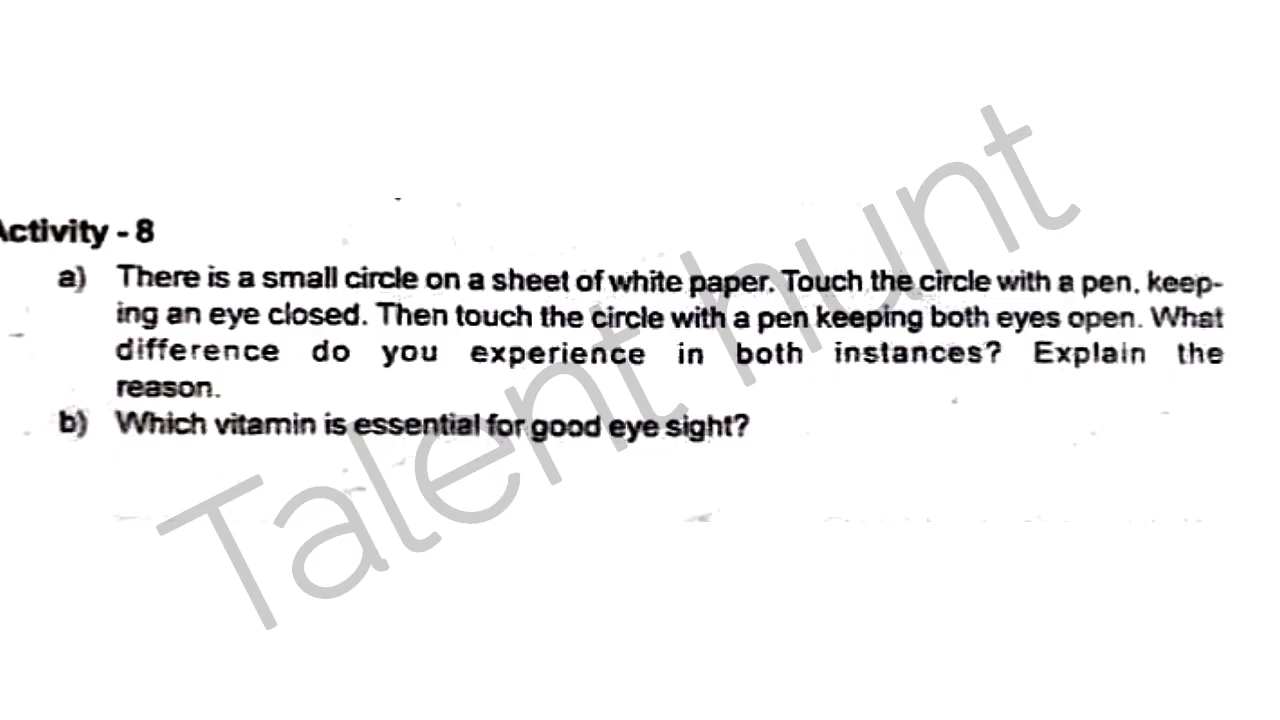 Activity - 8
a) There is a small circle on a sheet of white paper. Touch the circle with a pen, keep-
ing an eye closed. Then touch the circle with a pen keeping both eyes open. What
difference do you experience in both instances? Explain the
reason.
b) Which vitamin is essential for good eye sight?
Talent hunt